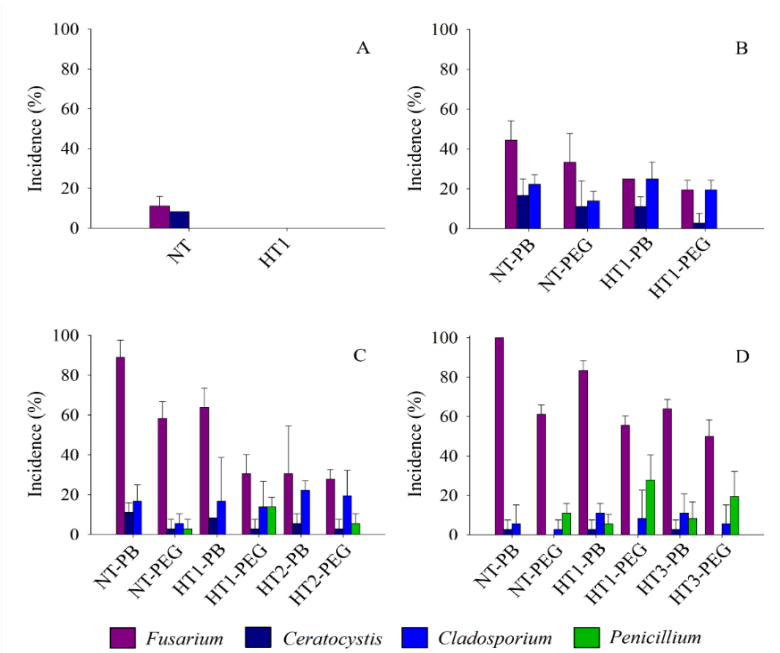 A
Incidence (%)
100
80
60
40
20
0
NT
HT1
B
Incidence (%)
100
80
60
40
20
0
NT-PB
NT-PEG
HT1-PB
HT1-PEG
C
Incidence (%)
100
80
60
40
20
0
NT-PB
NT-PEG
HT1-PB
HT1-PEG
HT2-PB
HT2-PEG
D
Incidence (%)
100
80
60
40
20
0
NT-PB
NT-PEG
HT1-PB
HT1-PEG
HT3-PB
HT3-PEG
Fusarium Ceratocystis Cladosporium Penicillium